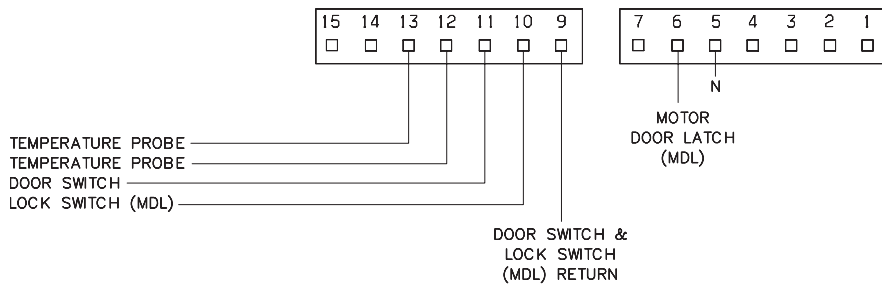 15 14 13 12 11 10 9
7 6 5 4 3 2 1
N
MOTOR
DOOR LATCH
(MDL)
TEMPERATURE PROBE
TEMPERATURE PROBE
DOOR SWITCH
LOCK SWITCH (MDL)
DOOR SWITCH &
LOCK SWITCH
(MDL) RETURN